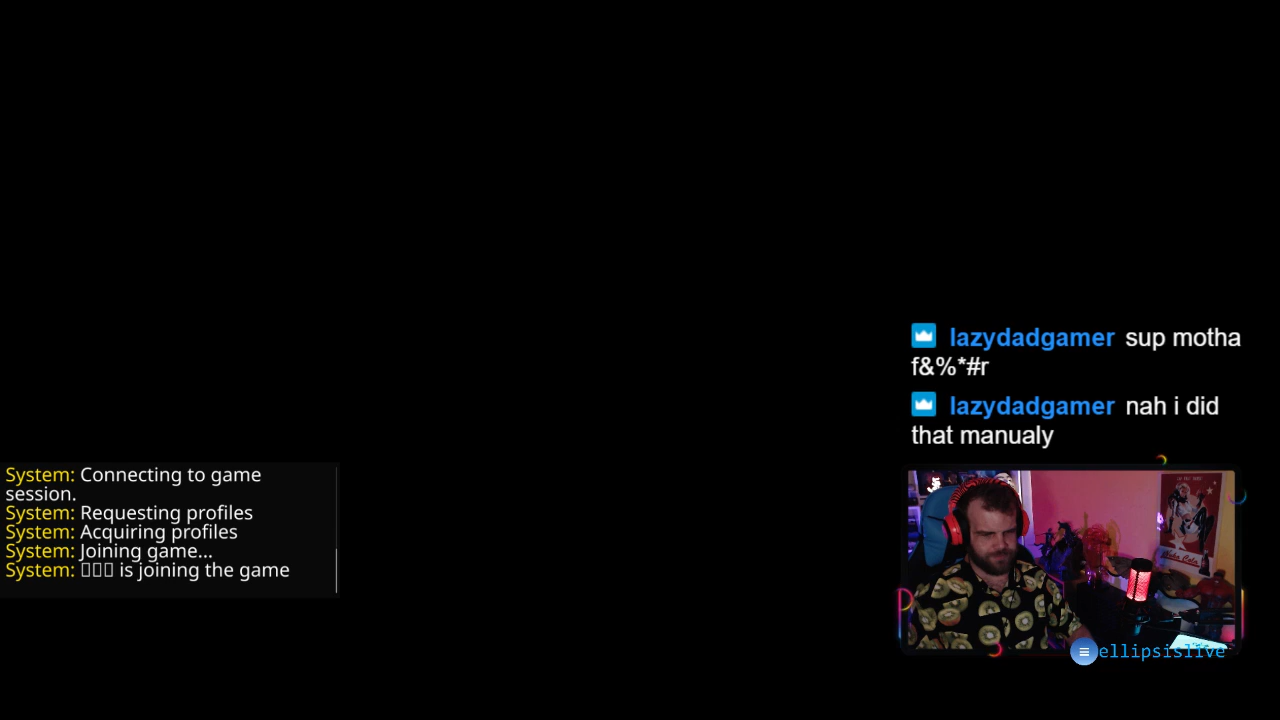 lazydadgamer sup motha
f&%*#r
lazydadgamer nah i did
that manualy
System: Connecting to game
session.
System: Requesting profiles
System: Acquiring profiles
System: Joining game...
System: is joining the game
ellipsislive